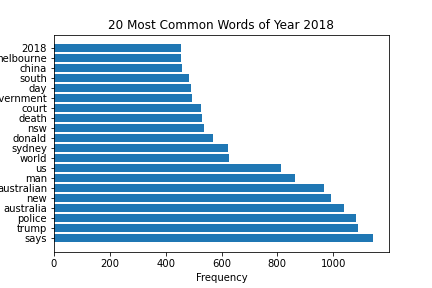 20 Most Common Words of Year 2018
2018
nelbourne
china
south
day
vernment
court
death
nsw
donald
sydney
world
us
man
australian
new
australia
police
trump
says
0 200 400 600 800 1000
Frequency